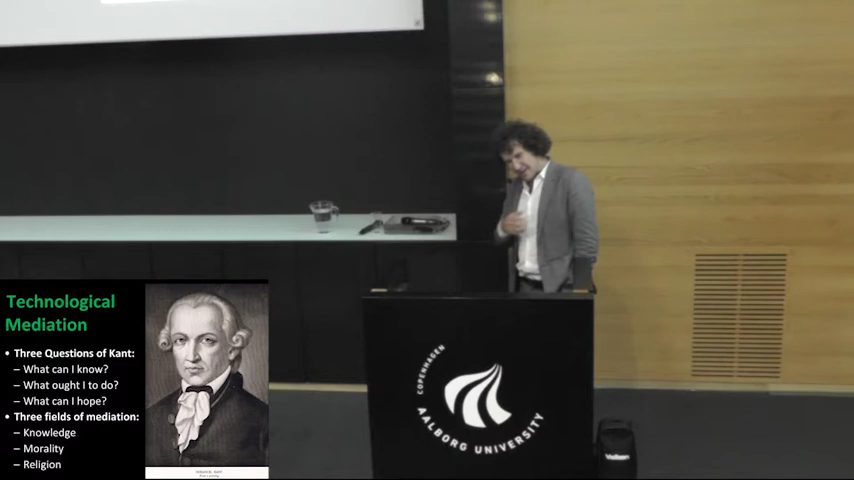 Technological
Mediation
• Three Questions of Kant:
– What can I know?
– What ought I to do?
– What can I hope?
• Three fields of mediation:
– Knowledge
– Morality
– Religion
COPENHAGEN
AALBORG UNIVERSITY